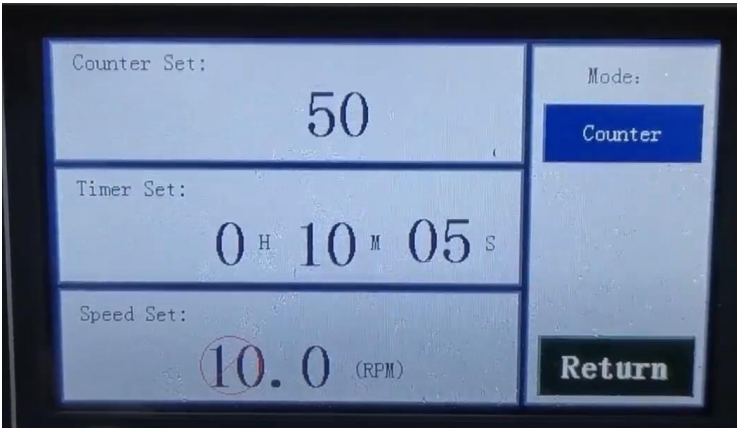 Counter Set:
50
Mode:
Counter
Timer Set:
0 H 10 M 05 S
Speed Set:
10.0 (RPM)
Return